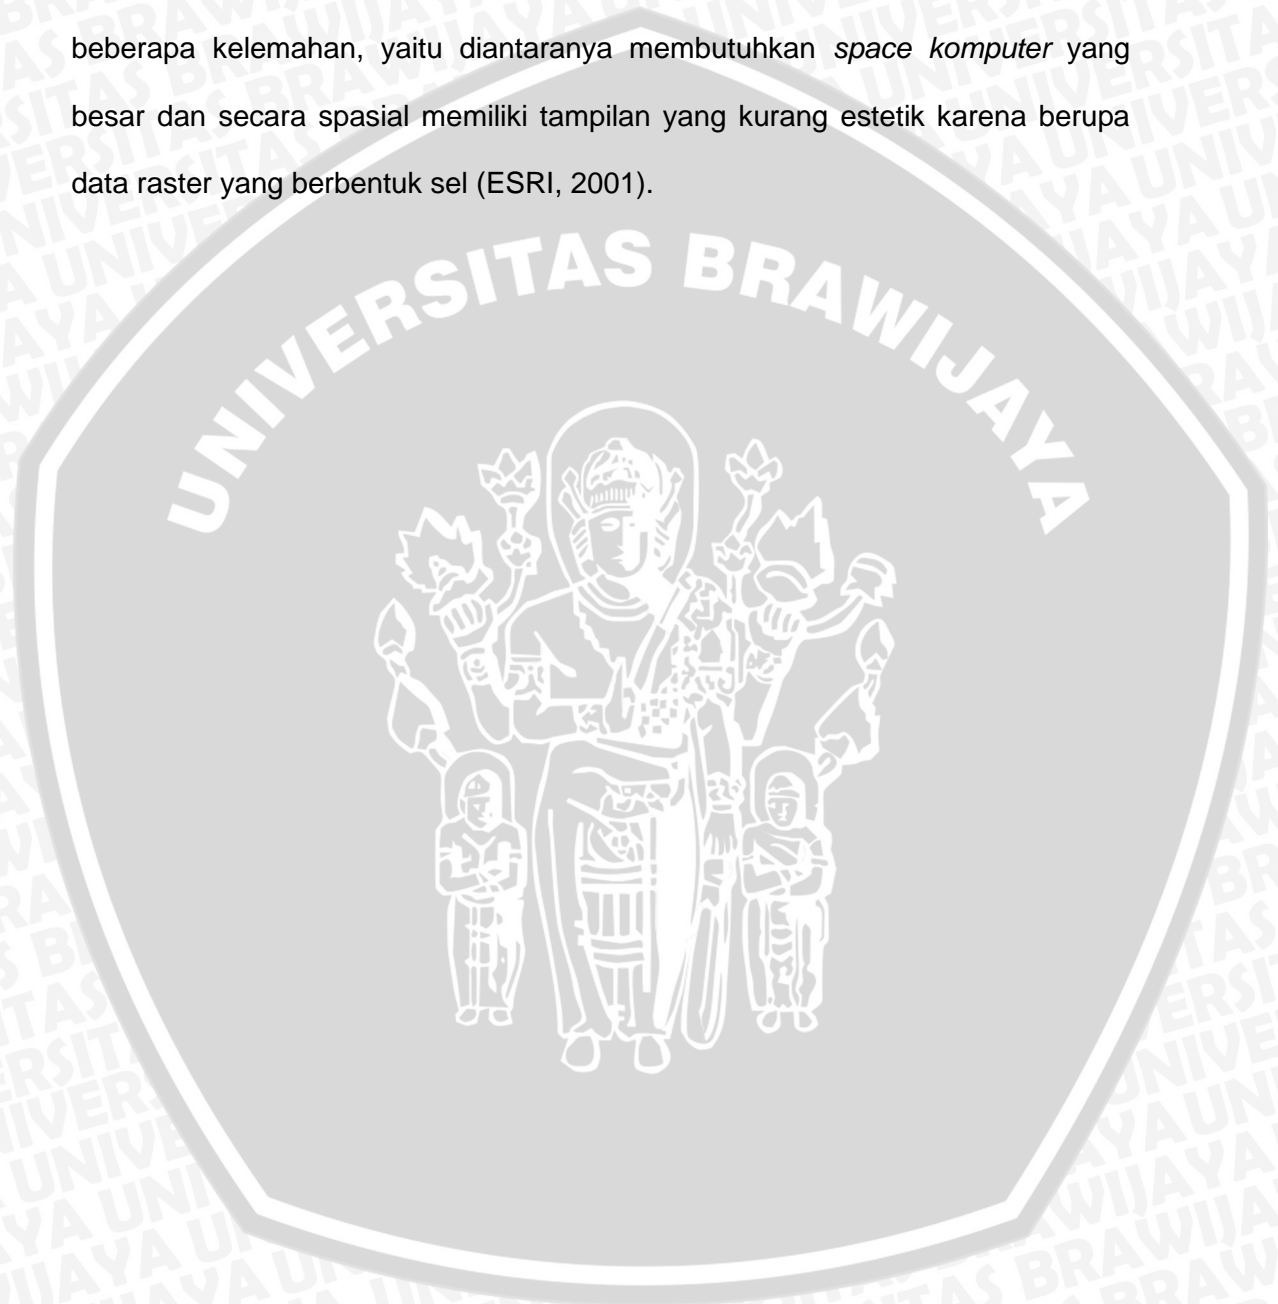 beberapa kelemahan, yaitu diantaranya membutuhkan space komputer yang
besar dan secara spasial memiliki tampilan yang kurang estetik karena berupa
data raster yang berbentuk sel (ESRI, 2001).
UNIVERSITAS BRAWIJAYA